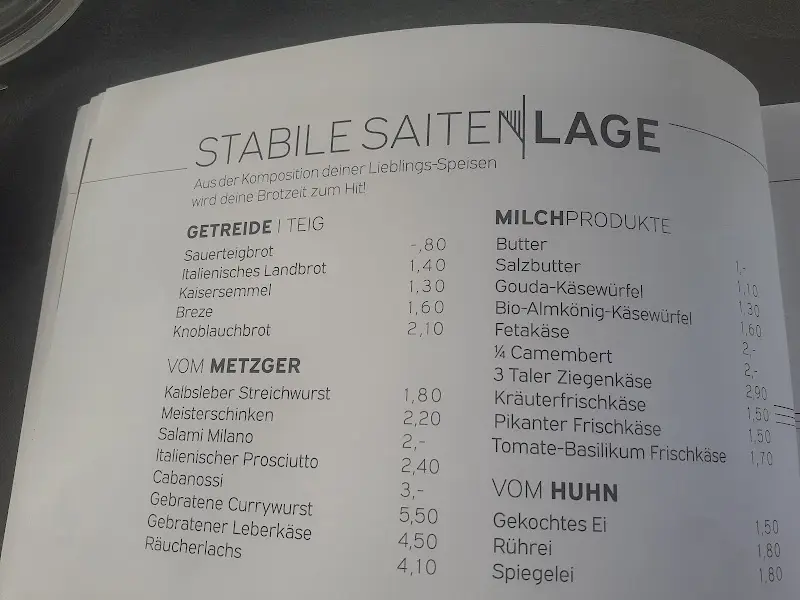 STABILE SAITENLAGE
Aus der Komposition deiner Lieblings-Speisen
wird deine Brotzeit zum Hit!
GETREIDE | TEIG
Sauerteigbrot -,80
Italienisches Landbrot 1,40
Kaisersemmel 1,30
Breze 1,60
Knoblauchbrot 2,10
VOM METZGER
Kalbsleber Streichwurst 1,80
Meisterschinken 2,20
Salami Milano 2,-
Italienischer Prosciutto 2,40
Cabanossi 3,-
Gebratene Currywurst 5,50
Gebratener Leberkäse 4,50
Räucherlachs 4,10
MILCHPRODUKTE
Butter 1,-
Salzbutter 1,10
Gouda-Käsewürfel 1,30
Bio-Almkönig-Käsewürfel 1,60
Fetakäse 2,-
¼ Camembert 2,-
3 Taler Ziegenkäse 2,90
Kräuterfrischkäse 1,50
Pikanter Frischkäse 1,50
Tomate-Basilikum Frischkäse 1,70
VOM HUHN
Gekochtes Ei 1,50
Rührei 1,80
Spiegelei 1,80